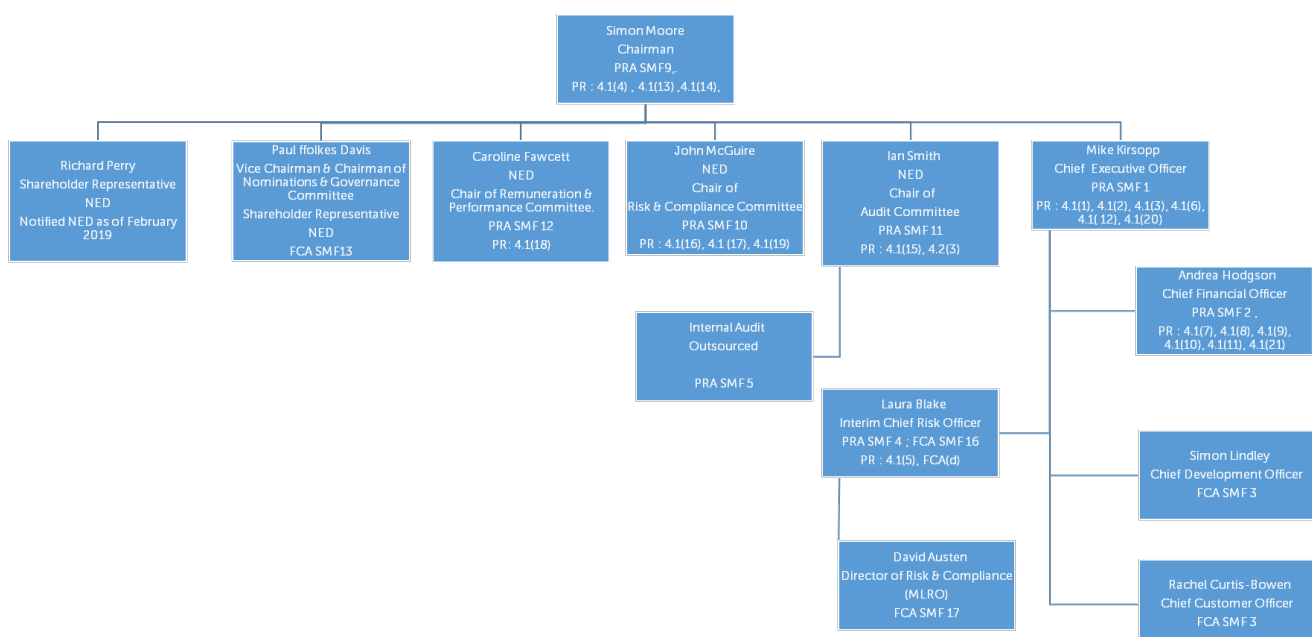 Simon Moore
Chairman
PRA SMF9,.
PR : 4.1(4) , 4.1(13) ,4.1(14),
Richard Perry
Shareholder Representative
NED
Notified NED as of February
2019
Paul ffolkes Davis
Vice Chairman & Chairman of
Nominations & Governance
Committee
Shareholder Representative
NED
FCA SMF13
Caroline Fawcett
NED
Chair of Remuneration &
Performance Committee.
PRA SMF 12
PR: 4.1(18)
John McGuire
NED
Chair of
Risk & Compliance Committee
PRA SMF 10
PR : 4.1(16), 4.1 (17), 4.1(19)
Ian Smith
NED
Chair of
Audit Committee
PRA SMF 11
PR : 4.1(15), 4.2(3)
Mike Kirsopp
Chief Executive Officer
PRA SMF 1
PR : 4.1(1), 4.1(2), 4.1(3), 4.1(6),
4.1( 12), 4.1(20)
Andrea Hodgson
Chief Financial Officer
PRA SMF 2 ,
PR : 4.1(7), 4.1(8), 4.1(9),
4.1(10), 4.1(11), 4.1(21)
Internal Audit
Outsourced
PRA SMF 5
Laura Blake
Interim Chief Risk Officer
PRA SMF 4 ; FCA SMF 16
PR : 4.1(5), FCA(d)
Simon Lindley
Chief Development Officer
FCA SMF 3
David Austen
Director of Risk & Compliance
(MLRO)
FCA SMF 17
Rachel Curtis-Bowen
Chief Customer Officer
FCA SMF 3